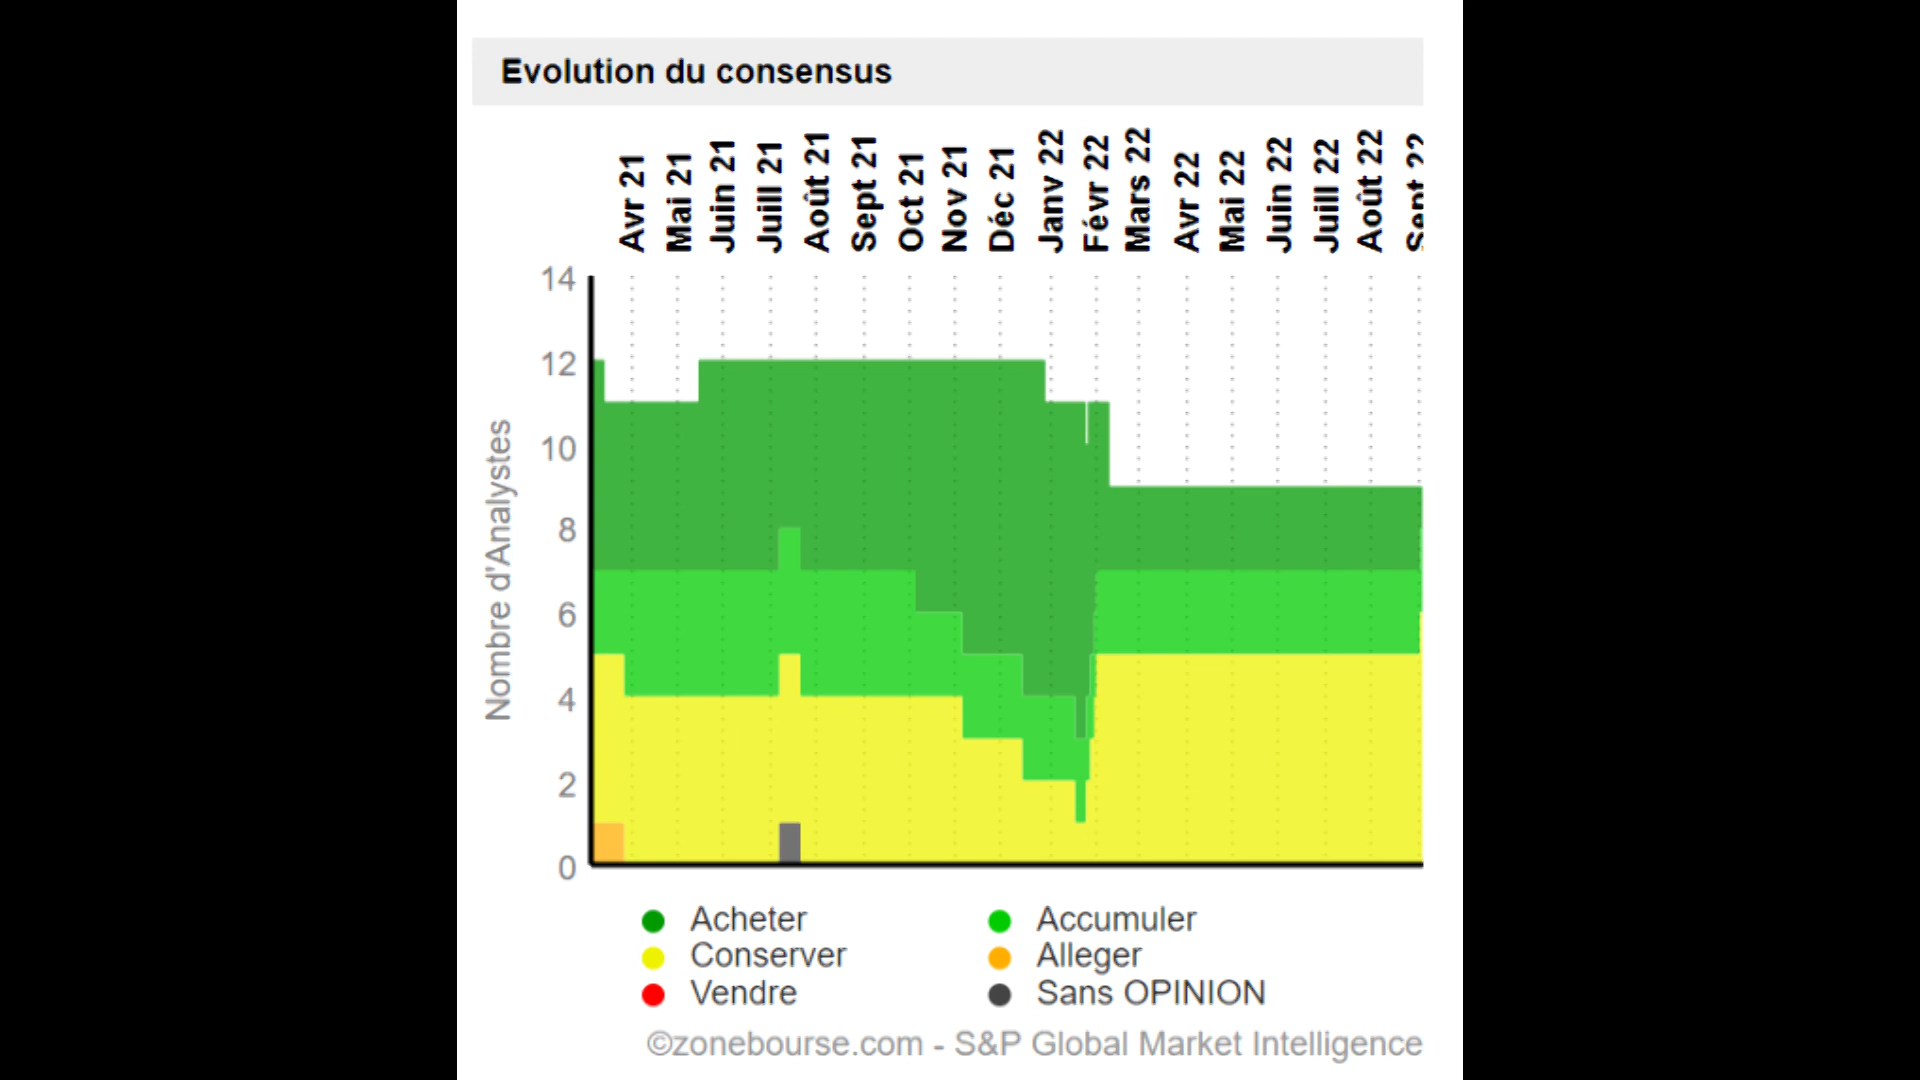 Evolution du consensus
Avr 21
Mai 21
Juin 21
Juill 21
Août 21
Sept 21
Oct 21
Nov 21
Déc 21
Janv 22
Févr 22
Mars 22
Avr 22
Mai 22
Juin 22
Juill 22
Août 22
Sept 22
14
12
10
8
6
4
2
0
Nombre d'Analystes
Acheter
Accumuler
Conserver
Alleger
Vendre
Sans OPINION
©zonebourse.com - S&P Global Market Intelligence